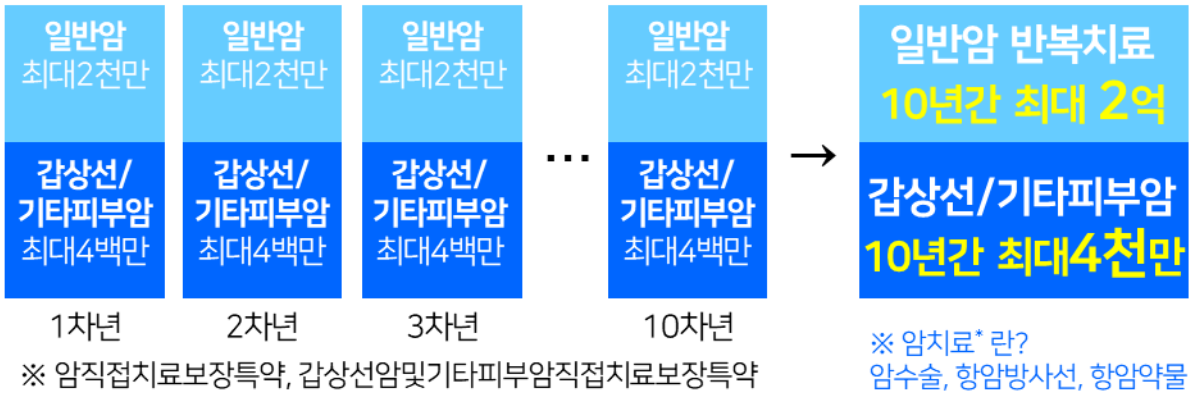 일반암
최대2천만
갑상선/
기타피부암
최대4백만
1차년
일반암
최대2천만
갑상선/
기타피부암
최대4백만
2차년
일반암
최대2천만
갑상선/
기타피부암
최대4백만
3차년
...
일반암
최대2천만
갑상선/
기타피부암
최대4백만
10차년
→
일반암 반복치료
10년간 최대 2억
갑상선/기타피부암
10년간 최대4천만
※ 암직접치료보장특약, 갑상선암및기타피부암직접치료보장특약
※ 암치료* 란?
암수술, 항암방사선, 항암약물